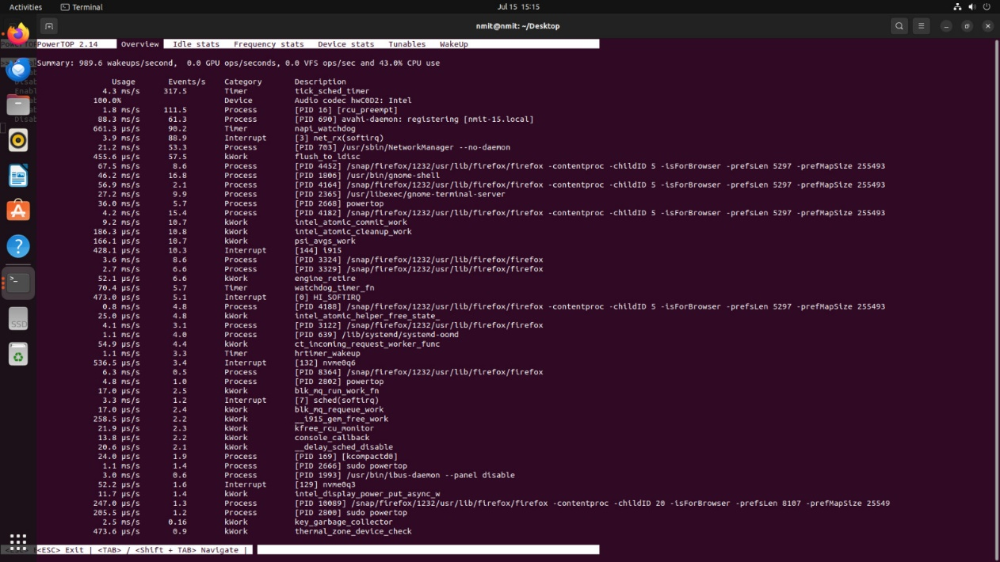 Activities Terminal Jul 15 15:15
nmit@nmit: ~/Desktop
PowerTOP 2.14 Overview Idle stats Frequency stats Device stats Tunables WakeUp
Summary: 989.6 wakeups/second, 0.0 GPU ops/seconds, 0.0 VFS ops/sec and 43.0% CPU use
Usage Events/s Category Description
4.3 ms/s 317.5 Timer tick_sched_timer
100.0% Device Audio codec hwC0D2: Intel
1.8 ms/s 111.5 Process [PID 16] [rcu_preempt]
88.3 ms/s 61.3 Process [PID 690] avahi-daemon: registering [nmit-15.local]
661.3 µs/s 90.2 Timer napi_watchdog
3.9 ms/s 88.9 Interrupt [3] net_rx(softirq)
21.2 ms/s 53.3 Process [PID 703] /usr/sbin/NetworkManager --no-daemon
455.6 µs/s 57.5 kWork flush_to_ldisc
67.5 ms/s 8.6 Process [PID 4452] /snap/firefox/1232/usr/lib/firefox/firefox -contentproc -childID 5 -isForBrowser -prefsLen 5297 -prefMapSize 255493
46.2 ms/s 16.8 Process [PID 1806] /usr/bin/gnome-shell
56.9 ms/s 2.1 Process [PID 4164] /snap/firefox/1232/usr/lib/firefox/firefox -contentproc -childID 5 -isForBrowser -prefsLen 5297 -prefMapSize 255493
27.2 ms/s 9.9 Process [PID 2365] /usr/libexec/gnome-terminal-server
36.0 ms/s 5.7 Process [PID 2668] powertop
4.2 ms/s 15.4 Process [PID 4182] /snap/firefox/1232/usr/lib/firefox/firefox -contentproc -childID 5 -isForBrowser -prefsLen 5297 -prefMapSize 255493
9.2 ms/s 10.7 kWork intel_atomic_commit_work
186.3 µs/s 10.8 kWork intel_atomic_cleanup_work
166.1 µs/s 10.7 kWork psi_avgs_work
428.1 µs/s 10.3 Interrupt [144] i915
3.6 ms/s 8.6 Process [PID 3324] /snap/firefox/1232/usr/lib/firefox/firefox
2.7 ms/s 6.6 Process [PID 3329] /snap/firefox/1232/usr/lib/firefox/firefox
52.1 µs/s 6.6 kWork engine_retire
70.4 µs/s 5.7 Timer watchdog_timer_fn
473.0 µs/s 5.1 Interrupt [0] HI_SOFTIRQ
0.8 ms/s 4.8 Process [PID 4188] /snap/firefox/1232/usr/lib/firefox/firefox -contentproc -childID 5 -isForBrowser -prefsLen 5297 -prefMapSize 255493
25.0 µs/s 4.8 kWork intel_atomic_helper_free_state_
4.1 ms/s 3.1 Process [PID 3122] /snap/firefox/1232/usr/lib/firefox/firefox
1.1 ms/s 4.0 Process [PID 639] /lib/systemd/systemd-oomd
54.9 µs/s 4.4 kWork ct_incoming_request_worker_func
1.1 ms/s 3.3 Timer hrtimer_wakeup
536.5 µs/s 3.4 Interrupt [132] nvme0q6
6.3 ms/s 0.5 Process [PID 8364] /snap/firefox/1232/usr/lib/firefox/firefox
4.8 ms/s 1.0 Process [PID 2802] powertop
17.0 µs/s 2.5 kWork blk_mq_run_work_fn
3.3 ms/s 1.2 Interrupt [7] sched(softirq)
17.0 µs/s 2.4 kWork blk_mq_requeue_work
258.5 µs/s 2.2 kWork __i915_gem_free_work
21.9 µs/s 2.3 kWork kfree_rcu_monitor
13.8 µs/s 2.2 kWork console_callback
20.6 µs/s 2.1 kWork __delay_sched_disable
24.0 µs/s 1.9 Process [PID 169] [kcompactd0]
1.1 ms/s 1.4 Process [PID 2666] sudo powertop
3.0 ms/s 0.6 Process [PID 1993] /usr/bin/ibus-daemon --panel disable
52.2 µs/s 1.6 Interrupt [129] nvme0q3
11.7 µs/s 1.4 kWork intel_display_power_put_async_w
247.0 µs/s 1.3 Process [PID 10089] /snap/firefox/1232/usr/lib/firefox/firefox -contentproc -childID 20 -isForBrowser -prefsLen 8107 -prefMapSize 25549
205.5 µs/s 1.2 Process [PID 2800] sudo powertop
2.5 ms/s 0.16 kWork key_garbage_collector
473.6 µs/s 0.9 kWork thermal_zone_device_check
<ESC> Exit | <TAB> / <Shift + TAB> Navigate |